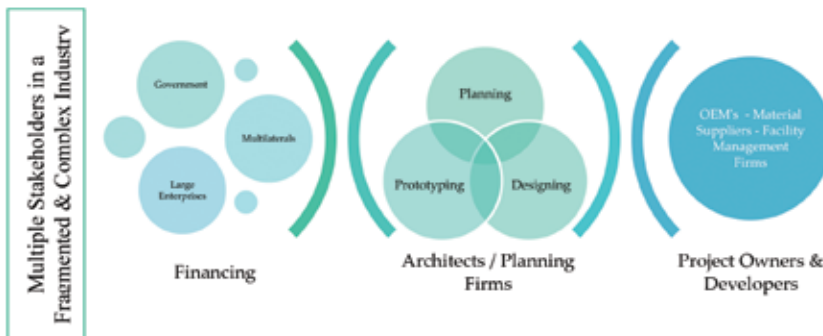 Multiple Stakeholders in a
Fragmented & Complex Industry
Government
Multilaterals
Large
Enterprises
Financing
Planning
Prototyping
Designing
Architects / Planning
Firms
OEM's - Material
Suppliers - Facility
Management
Firms
Project Owners &
Developers